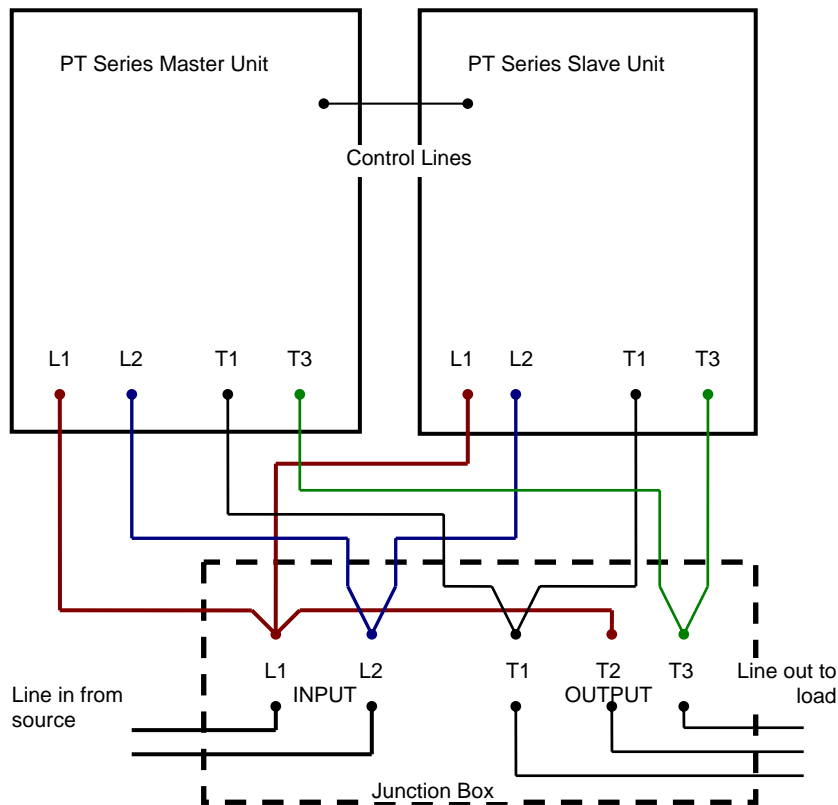 PT Series Master Unit
PT Series Slave Unit
Control Lines
L1 L2 T1 T3
L1 L2 T1 T3
L1 L2 T1 T2 T3
INPUT OUTPUT
Line in from
source
Line out to
load
Junction Box